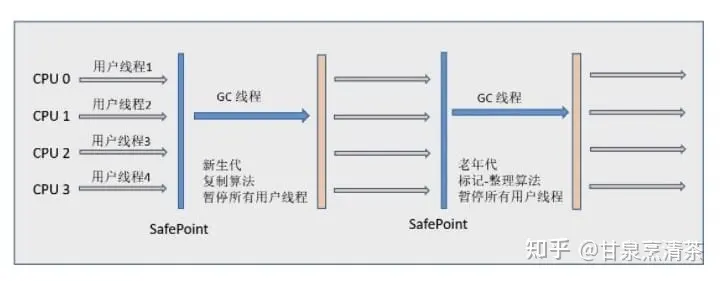 CPU 0
用户线程1
CPU 1
用户线程2
CPU 2
用户线程3
CPU 3
用户线程4
GC 线程
新生代
复制算法
暂停所有用户线程
SafePoint
GC 线程
老年代
标记-整理算法
暂停所有用户线程
SafePoint
知乎 @甘泉烹清茶